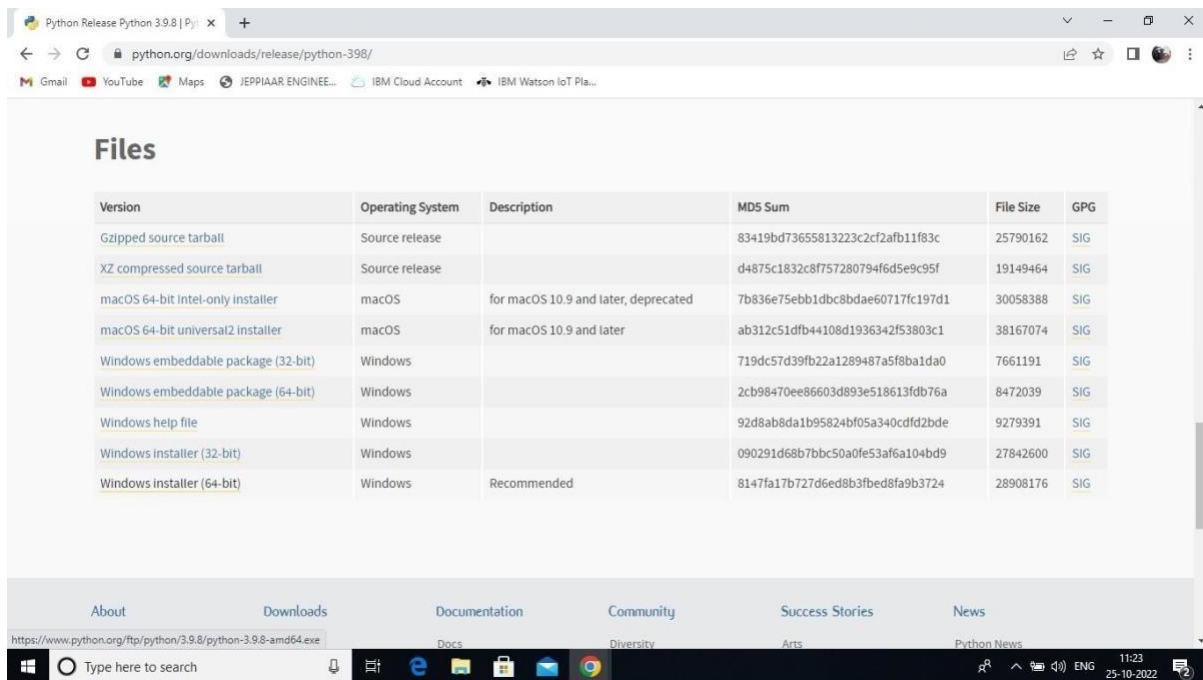 Python Release Python 3.9.8 | Pyt
python.org/downloads/release/python-398/
Gmail YouTube Maps JEPPIAAR ENGINEE... IBM Cloud Account IBM Watson IoT Pla...
Files
Version Operating System Description MD5 Sum File Size GPG
Gzipped source tarball Source release 83419bd73655813223c2cf2afb11f83c 25790162 SIG
XZ compressed source tarball Source release d4875c1832c8f757280794f6d5e9c95f 19149464 SIG
macOS 64-bit Intel-only installer macOS for macOS 10.9 and later, deprecated 7b836e75ebb1dbc8bdae60717fc197d1 30058388 SIG
macOS 64-bit universal2 installer macOS for macOS 10.9 and later ab312c51dfb44108d1936342f53803c1 38167074 SIG
Windows embeddable package (32-bit) Windows 719dc57d39fb22a1289487a5f8ba1da0 7661191 SIG
Windows embeddable package (64-bit) Windows 2cb98470ee86603d893e518613fdb76a 8472039 SIG
Windows help file Windows 92d8ab8da1b95824bf05a340cdfd2bde 9279391 SIG
Windows installer (32-bit) Windows 090291d68b7bbc50a0fe53af6a104bd9 27842600 SIG
Windows installer (64-bit) Windows Recommended 8147fa17b727d6ed8b3fbed8fa9b3724 28908176 SIG
About Downloads Documentation Community Success Stories News
https://www.python.org/ftp/python/3.9.8/python-3.9.8-amd64.exe Docs Diversity Arts Python News
Type here to search ENG 11:23
25-10-2022